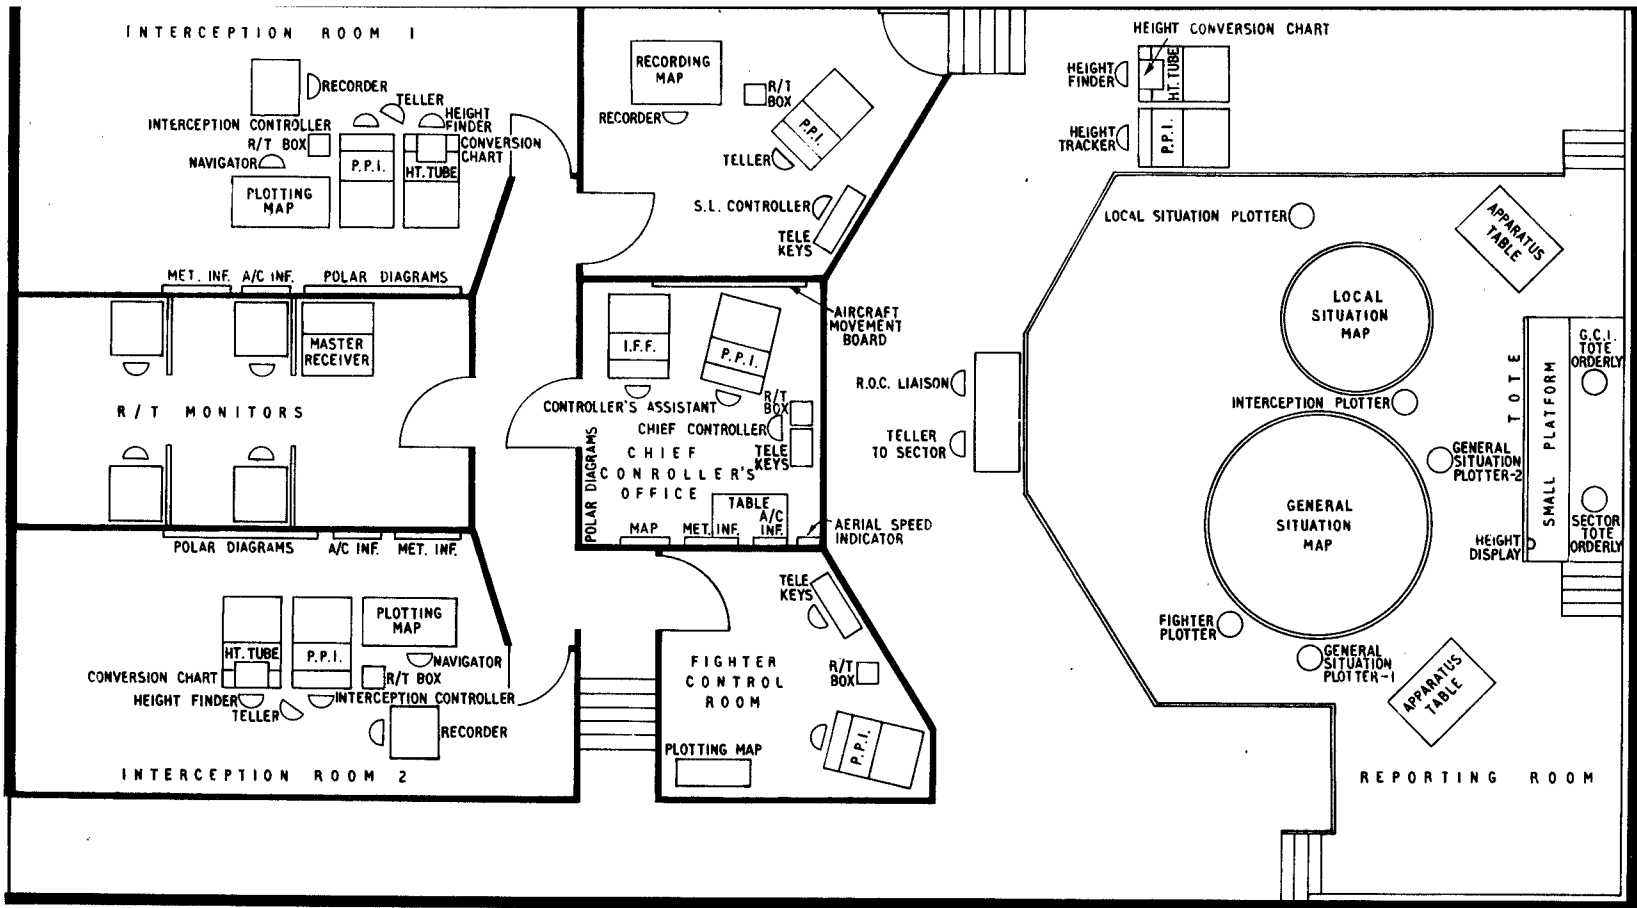 INTERCEPTION ROOM 1
RECORDER
TELLER
HEIGHT
FINDER
INTERCEPTION CONTROLLER
R/T BOX
CONVERSION
CHART
NAVIGATOR
P.P.I.
HT. TUBE
PLOTTING
MAP
MET. INF.
A/C INF.
POLAR DIAGRAMS
RECORDING
MAP
R/T
BOX
RECORDER
P.P.I.
TELLER
S.L. CONTROLLER
TELE
KEYS
HEIGHT CONVERSION CHART
HEIGHT
FINDER
HT. TUBE
HEIGHT
TRACKER
P.P.I.
LOCAL SITUATION PLOTTER
APPARATUS
TABLE
LOCAL
SITUATION
MAP
MASTER
RECEIVER
R/T MONITORS
I.F.F.
P.P.I.
AIRCRAFT
MOVEMENT
BOARD
CONTROLLER'S ASSISTANT
R/T
BOX
CHIEF CONTROLLER
TELE
KEYS
CHIEF
CONROLLER'S
OFFICE
POLAR DIAGRAMS
TABLE
MAP
MET. INF.
A/C
INF.
AERIAL SPEED
INDICATOR
R.O.C. LIAISON
TELLER
TO SECTOR
INTERCEPTION PLOTTER
TOTE
SMALL PLATFORM
G.C.I.
TOTE
ORDERLY
GENERAL
SITUATION
PLOTTER-2
GENERAL
SITUATION
MAP
HEIGHT
DISPLAY
SECTOR
TOTE
ORDERLY
POLAR DIAGRAMS
A/C INF.
MET. INF.
PLOTTING
MAP
HT. TUBE
P.P.I.
NAVIGATOR
CONVERSION CHART
R/T BOX
HEIGHT FINDER
INTERCEPTION CONTROLLER
TELLER
RECORDER
INTERCEPTION ROOM 2
TELE
KEYS
FIGHTER
CONTROL
ROOM
R/T
BOX
P.P.I.
PLOTTING MAP
FIGHTER
PLOTTER
GENERAL
SITUATION
PLOTTER-1
APPARATUS
TABLE
REPORTING ROOM